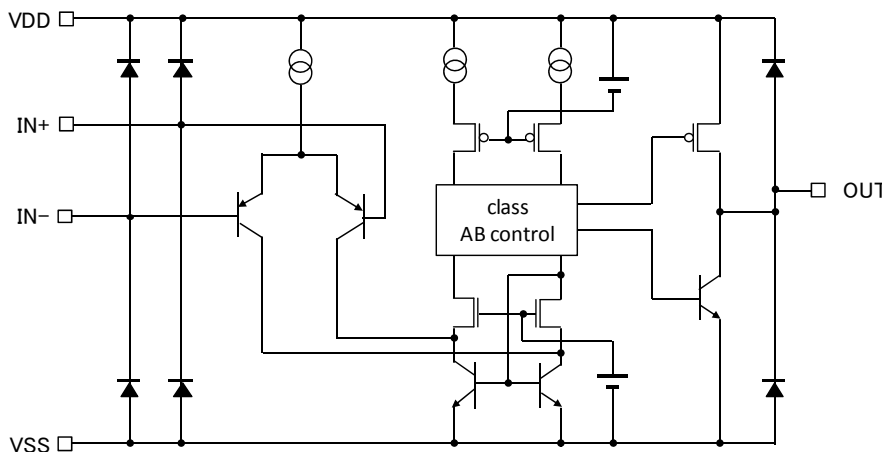 VDD
IN+
IN−
class
AB control
OUT
VSS